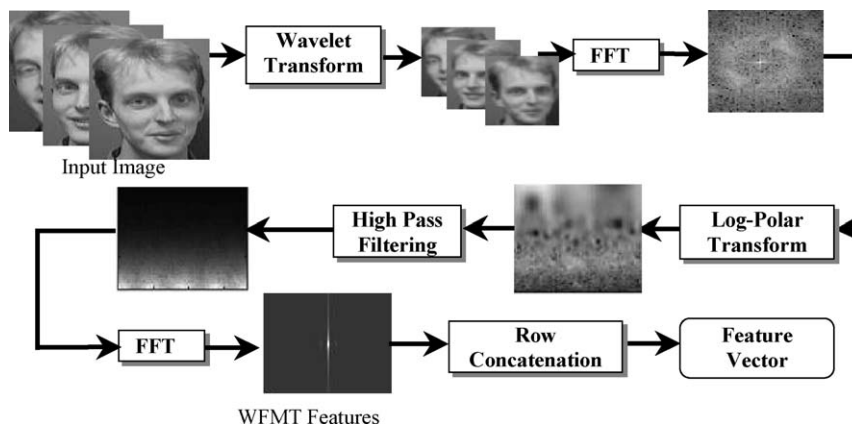 Wavelet
Transform
FFT
Input Image
High Pass
Filtering
Log-Polar
Transform
FFT
Row
Concatenation
Feature
Vector
WFMT Features